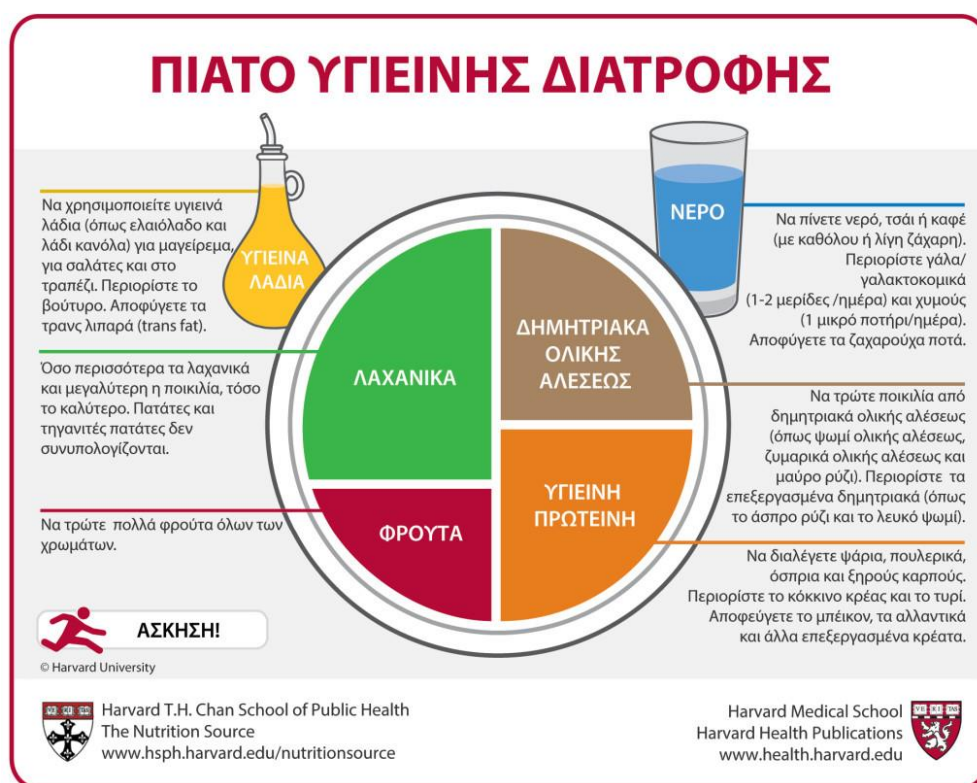 ΠΙΑΤΟ ΥΓΙΕΙΝΗΣ ΔΙΑΤΡΟΦΗΣ
Να χρησιμοποιείτε υγιεινά
λάδια (όπως ελαιόλαδο και
λάδι κανόλα) για μαγείρεμα,
για σαλάτες και στο
τραπέζι. Περιορίστε το
βούτυρο. Αποφύγετε τα
τρανς λιπαρά (trans fat).
ΥΓΙΕΙΝΑ
ΛΑΔΙΑ
ΝΕΡΟ
Να πίνετε νερό, τσάι ή καφέ
(με καθόλου ή λίγη ζάχαρη).
Περιορίστε γάλα/
γαλακτοκομικά
(1-2 μερίδες /ημέρα) και χυμούς
(1 μικρό ποτήρι/ημέρα).
Αποφύγετε τα ζαχαρούχα ποτά.
Όσο περισσότερα τα λαχανικά
και μεγαλύτερη η ποικιλία, τόσο
το καλύτερο. Πατάτες και
τηγανιτές πατάτες δεν
συνυπολογίζονται.
ΛΑΧΑΝΙΚΑ
ΔΗΜΗΤΡΙΑΚΑ
ΟΛΙΚΗΣ
ΑΛΕΣΕΩΣ
Να τρώτε ποικιλία από
δημητριακά ολικής αλέσεως
(όπως ψωμί ολικής αλέσεως,
ζυμαρικά ολικής αλέσεως και
μαύρο ρύζι). Περιορίστε τα
επεξεργασμένα δημητριακά (όπως
το άσπρο ρύζι και το λευκό ψωμί).
Να τρώτε πολλά φρούτα όλων των
χρωμάτων.
ΦΡΟΥΤΑ
ΥΓΙΕΙΝΗ
ΠΡΩΤΕΙΝΗ
Να διαλέγετε ψάρια, πουλερικά,
όσπρια και ξηρούς καρπούς.
Περιορίστε το κόκκινο κρέας και το τυρί.
Αποφεύγετε το μπέικον, τα αλλαντικά
και άλλα επεξεργασμένα κρέατα.
ΑΣΚΗΣΗ!
© Harvard University
Harvard T.H. Chan School of Public Health
The Nutrition Source
www.hsph.harvard.edu/nutritionsource
Harvard Medical School
Harvard Health Publications
www.health.harvard.edu
VE RI TAS